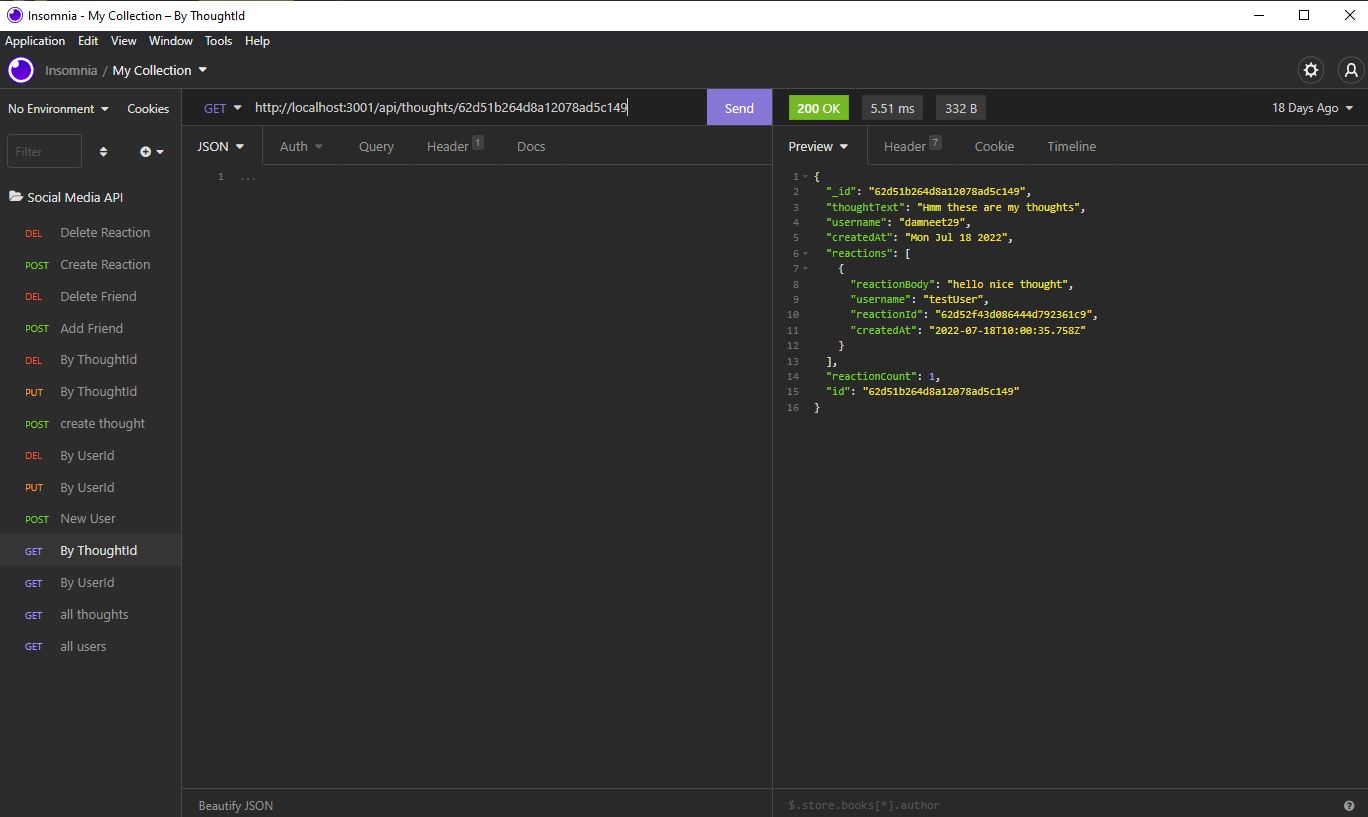 Insomnia - My Collection – By ThoughtId
Application Edit View Window Tools Help
Insomnia / My Collection
No Environment Cookies
Filter
Social Media API
DEL Delete Reaction
POST Create Reaction
DEL Delete Friend
POST Add Friend
DEL By ThoughtId
PUT By ThoughtId
POST create thought
DEL By UserId
PUT By UserId
POST New User
GET By ThoughtId
GET By UserId
GET all thoughts
GET all users
GET http://localhost:3001/api/thoughts/62d51b264d8a12078ad5c149 Send
JSON Auth Query Header 1 Docs
1 ...
Beautify JSON
200 OK 5.51 ms 332 B 18 Days Ago
Preview Header 7 Cookie Timeline
1 {
2 "_id": "62d51b264d8a12078ad5c149",
3 "thoughtText": "Hmm these are my thoughts",
4 "username": "damneet29",
5 "createdAt": "Mon Jul 18 2022",
6 "reactions": [
7 {
8 "reactionBody": "hello nice thought",
9 "username": "testUser",
10 "reactionId": "62d52f43d086444d792361c9",
11 "createdAt": "2022-07-18T10:00:35.758Z"
12 }
13 ],
14 "reactionCount": 1,
15 "id": "62d51b264d8a12078ad5c149"
16 }
$.store.books[*].author